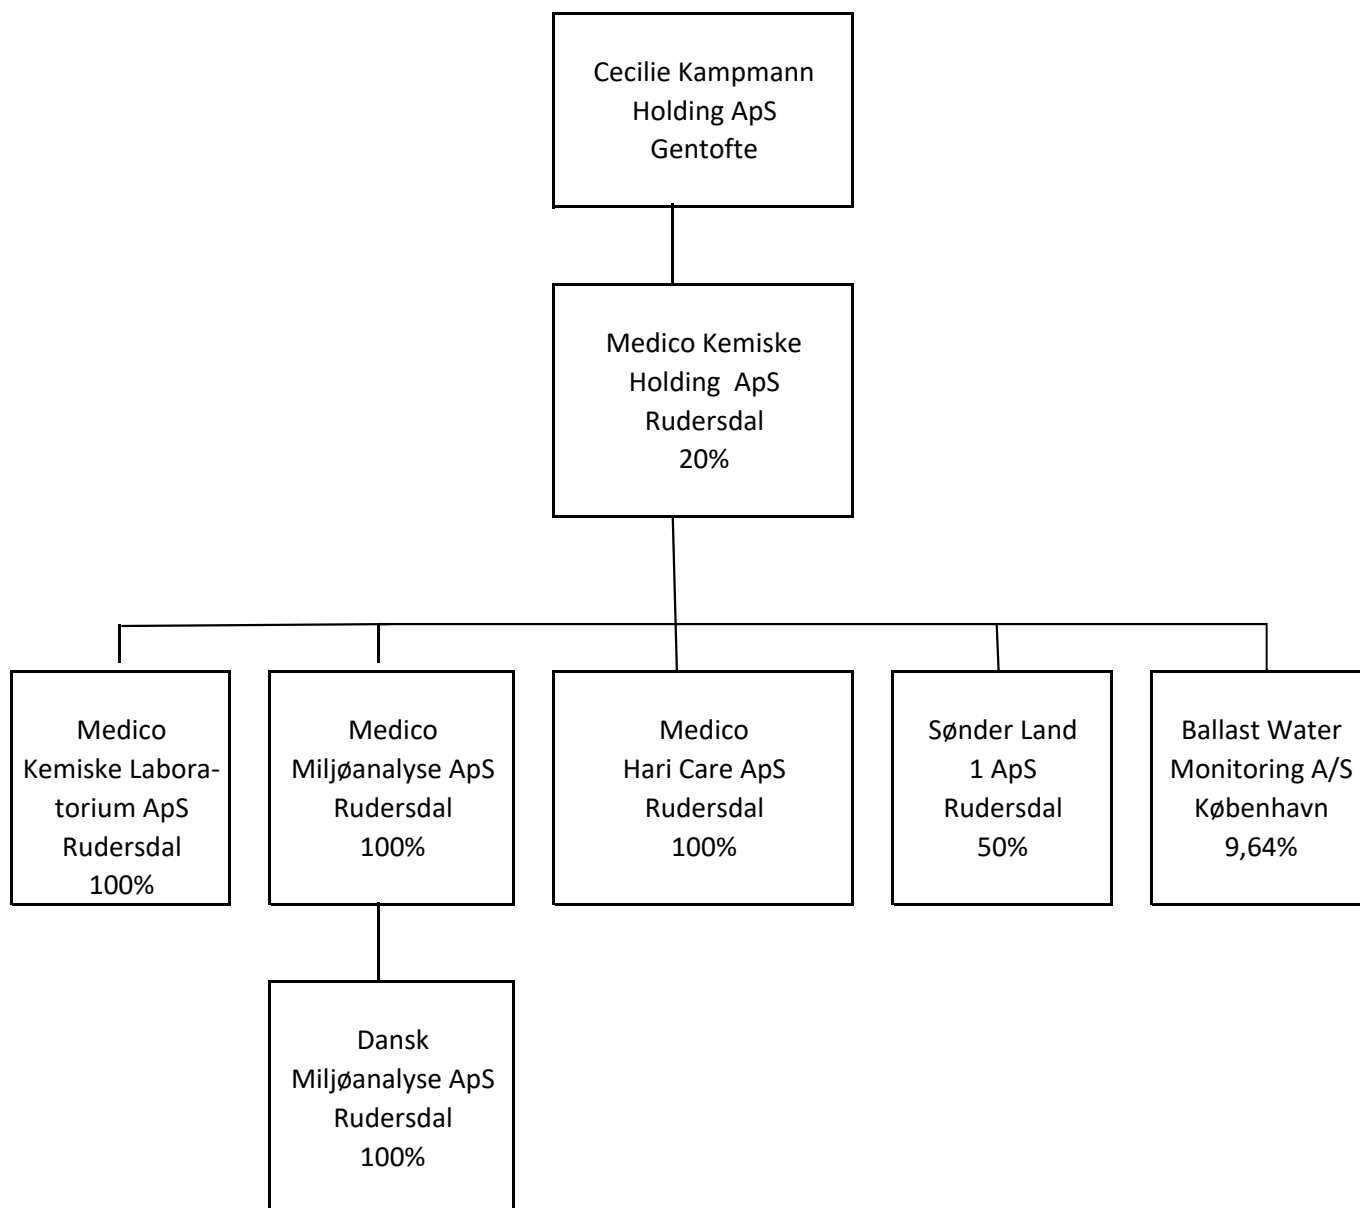 Cecilie Kampmann
Holding ApS
Gentofte
Medico Kemiske
Holding  ApS
Rudersdal
20%
Medico
Kemiske Labora-
torium ApS
Rudersdal
100%
Medico
Miljøanalyse ApS
Rudersdal
100%
Medico
Hari Care ApS
Rudersdal
100%
Sønder Land
1 ApS
Rudersdal
50%
Ballast Water
Monitoring A/S
København
9,64%
Dansk
Miljøanalyse ApS
Rudersdal
100%